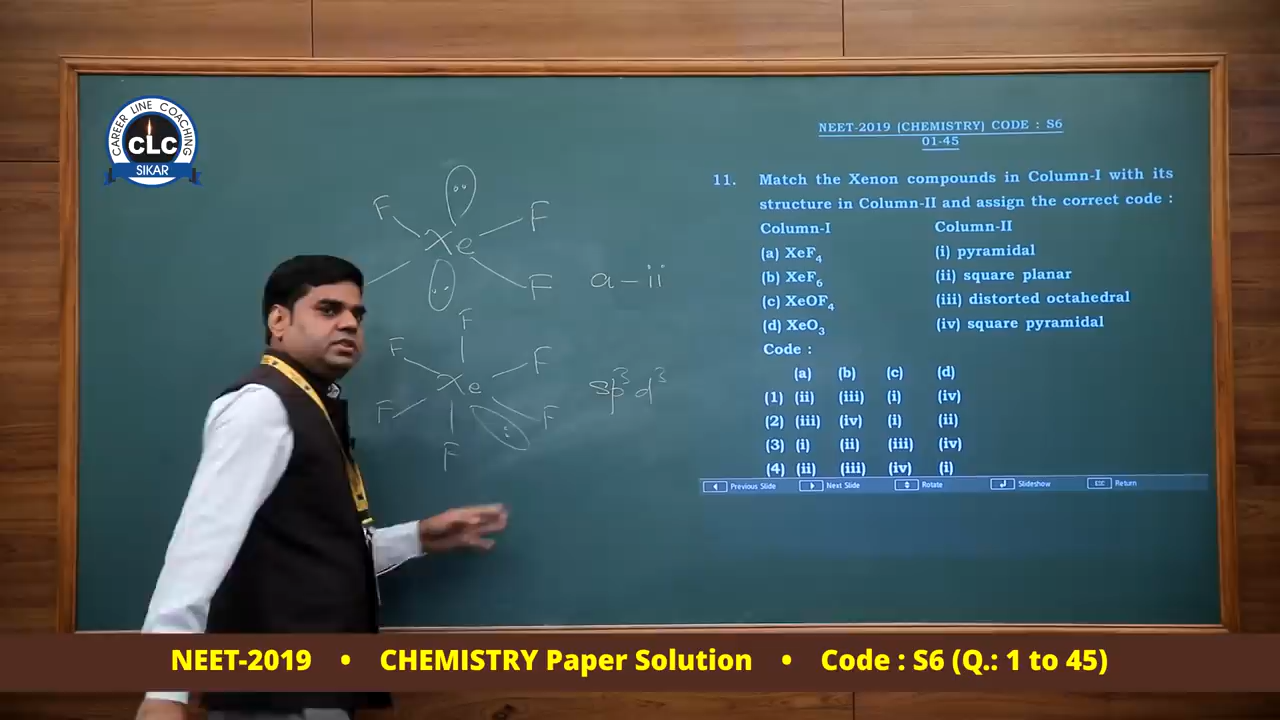 CAREER LINE COACHING
CLC
SIKAR
F
F
Xe
F
a-ii
F
F
F
Xe
sp³d³
F
F
F
NEET-2019 (CHEMISTRY) CODE : S6
01-45
11. Match the Xenon compounds in Column-I with its
structure in Column-II and assign the correct code :
Column-I Column-II
(a) XeF₄ (i) pyramidal
(b) XeF₆ (ii) square planar
(c) XeOF₄ (iii) distorted octahedral
(d) XeO₃ (iv) square pyramidal
Code :
(a) (b) (c) (d)
(1) (ii) (iii) (i) (iv)
(2) (iii) (iv) (i) (ii)
(3) (i) (ii) (iii) (iv)
(4) (ii) (iii) (iv) (i)
Previous Slide Next Slide Rotate Slideshow ESC Return
NEET-2019 • CHEMISTRY Paper Solution • Code : S6 (Q.: 1 to 45)